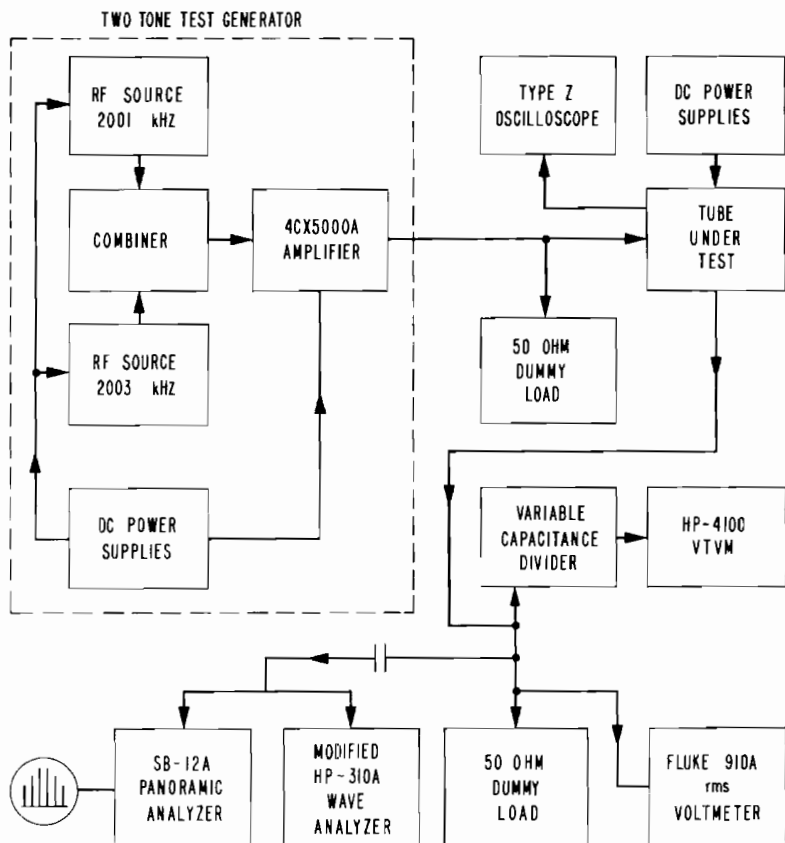 TWO TONE TEST GENERATOR
RF SOURCE
2001 kHz
TYPE Z
OSCILLOSCOPE
DC POWER
SUPPLIES
COMBINER
4CX5000A
AMPLIFIER
TUBE
UNDER
TEST
RF SOURCE
2003 kHz
50 OHM
DUMMY
LOAD
DC POWER
SUPPLIES
VARIABLE
CAPACITANCE
DIVIDER
HP-4100
VTVM
SB-12A
PANORAMIC
ANALYZER
MODIFIED
HP-310A
WAVE
ANALYZER
50 OHM
DUMMY
LOAD
FLUKE 910A
rms
VOLTMETER